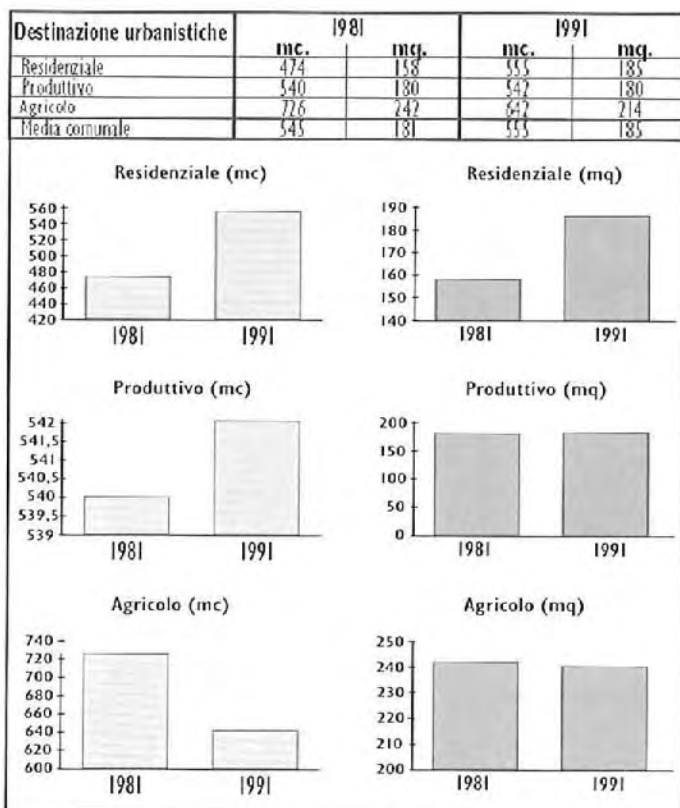 Destinazione urbanistiche 1981 1991
mc. mq. mc. mq.
Residenziale 474 158 555 185
Produttivo 540 180 542 180
Agricolo 726 242 642 214
Media comunale 545 181 555 185
Residenziale (mc) Residenziale (mq)
560 190
540 180
520 170
500 160
480 150
460 140
440
420
1981 1991 1981 1991
Produttivo (mc) Produttivo (mq)
542 200
541,5 150
541 100
540,5 50
540 0
539,5
539
1981 1991 1981 1991
Agricolo (mc) Agricolo (mq)
740 250
720 240
700 230
680 220
660 210
640 200
620
600
1981 1991 1981 1991